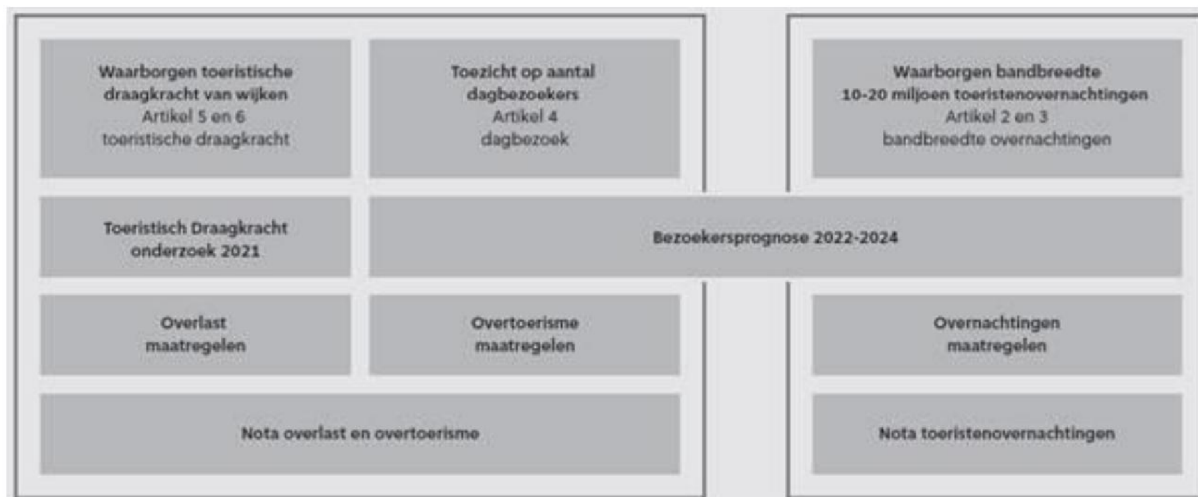 Waarborgen toeristische
draagkracht van wijken
Artikel 5 en 6
toeristische draagkracht
Toezicht op aantal
dagbezoekers
Artikel 4
dagbezoek
Waarborgen bandbreedte
10-20 miljoen toeristenovernachtingen
Artikel 2 en 3
bandbreedte overnachtingen
Toeristisch Draagkracht
onderzoek 2021
Bezoekersprognose 2022-2024
Overlast
maatregelen
Overtoerisme
maatregelen
Overnachtingen
maatregelen
Nota overlast en overtoerisme
Nota toeristenovernachtingen